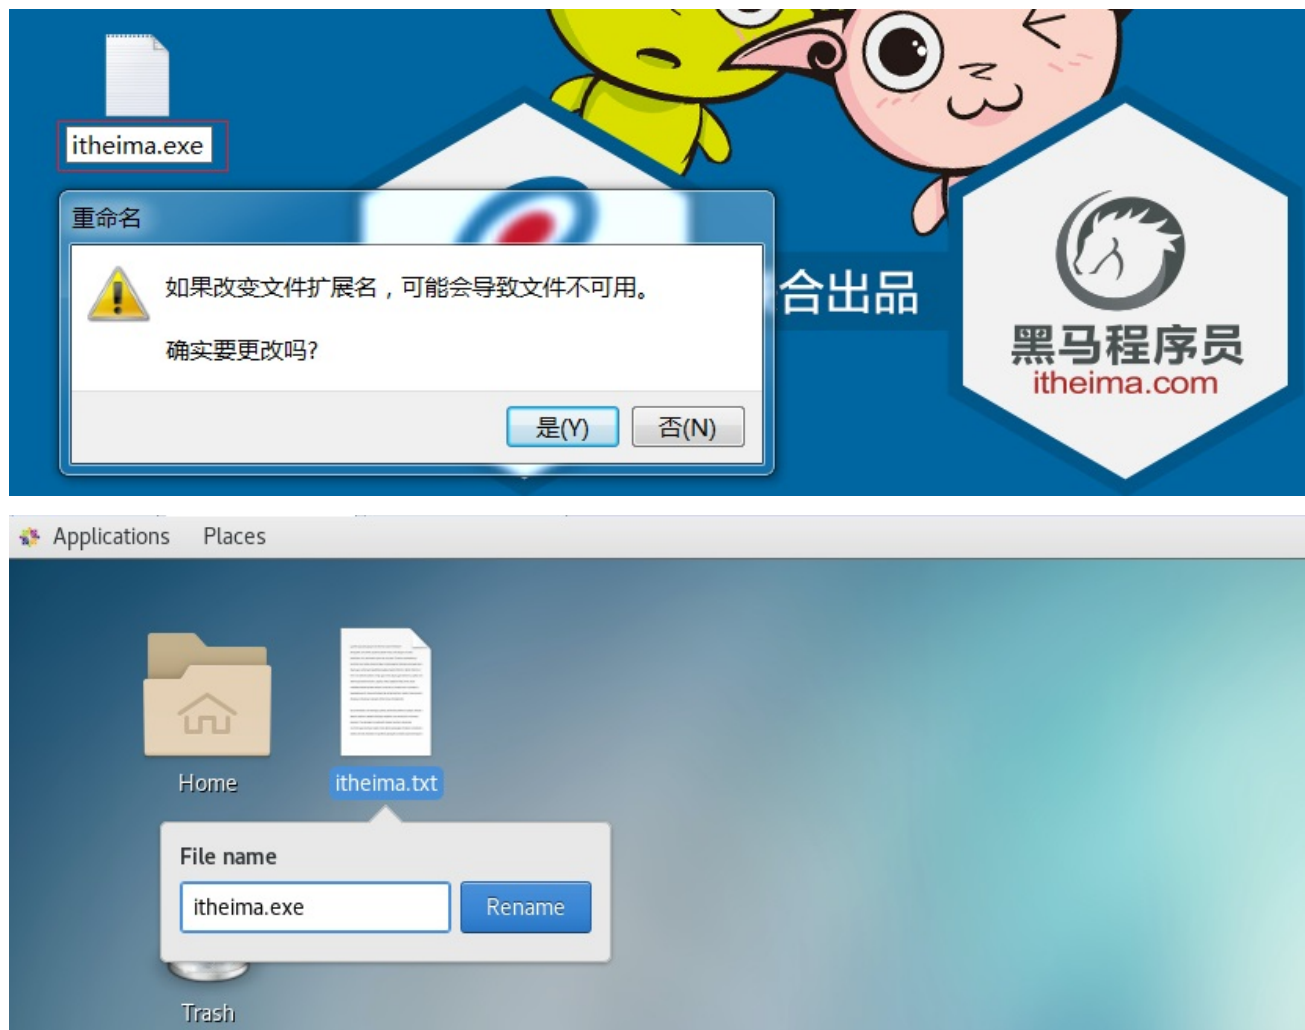 itheima.exe
重命名
如果改变文件扩展名，可能会导致文件不可用。
确实要更改吗?
是(Y)
否(N)
合出品
黑马程序员
itheima.com
Applications
Places
Home
itheima.txt
File name
itheima.exe
Rename
Trash